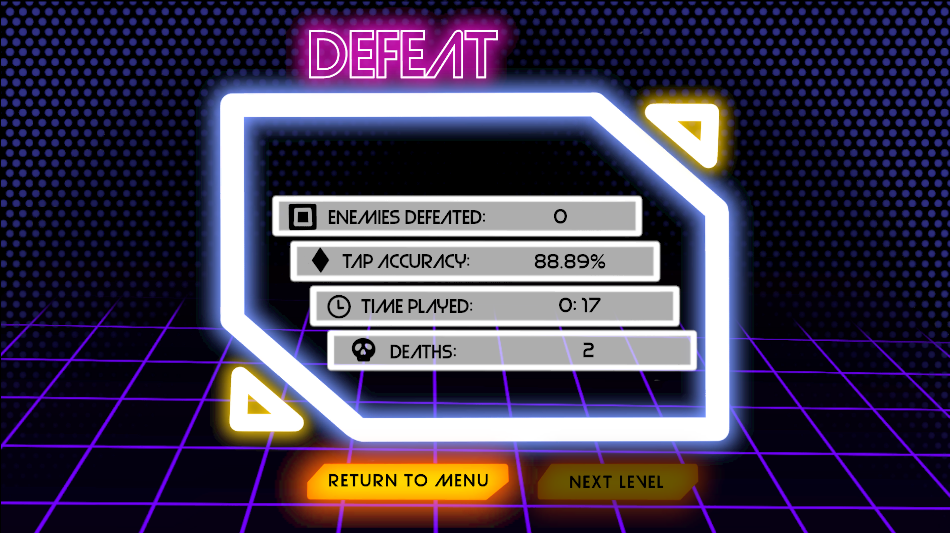 DEFEAT
ENEMIES DEFEATED: 0
TAP ACCURACY: 88.89%
TIME PLAYED: 0:17
DEATHS: 2
RETURN TO MENU
NEXT LEVEL